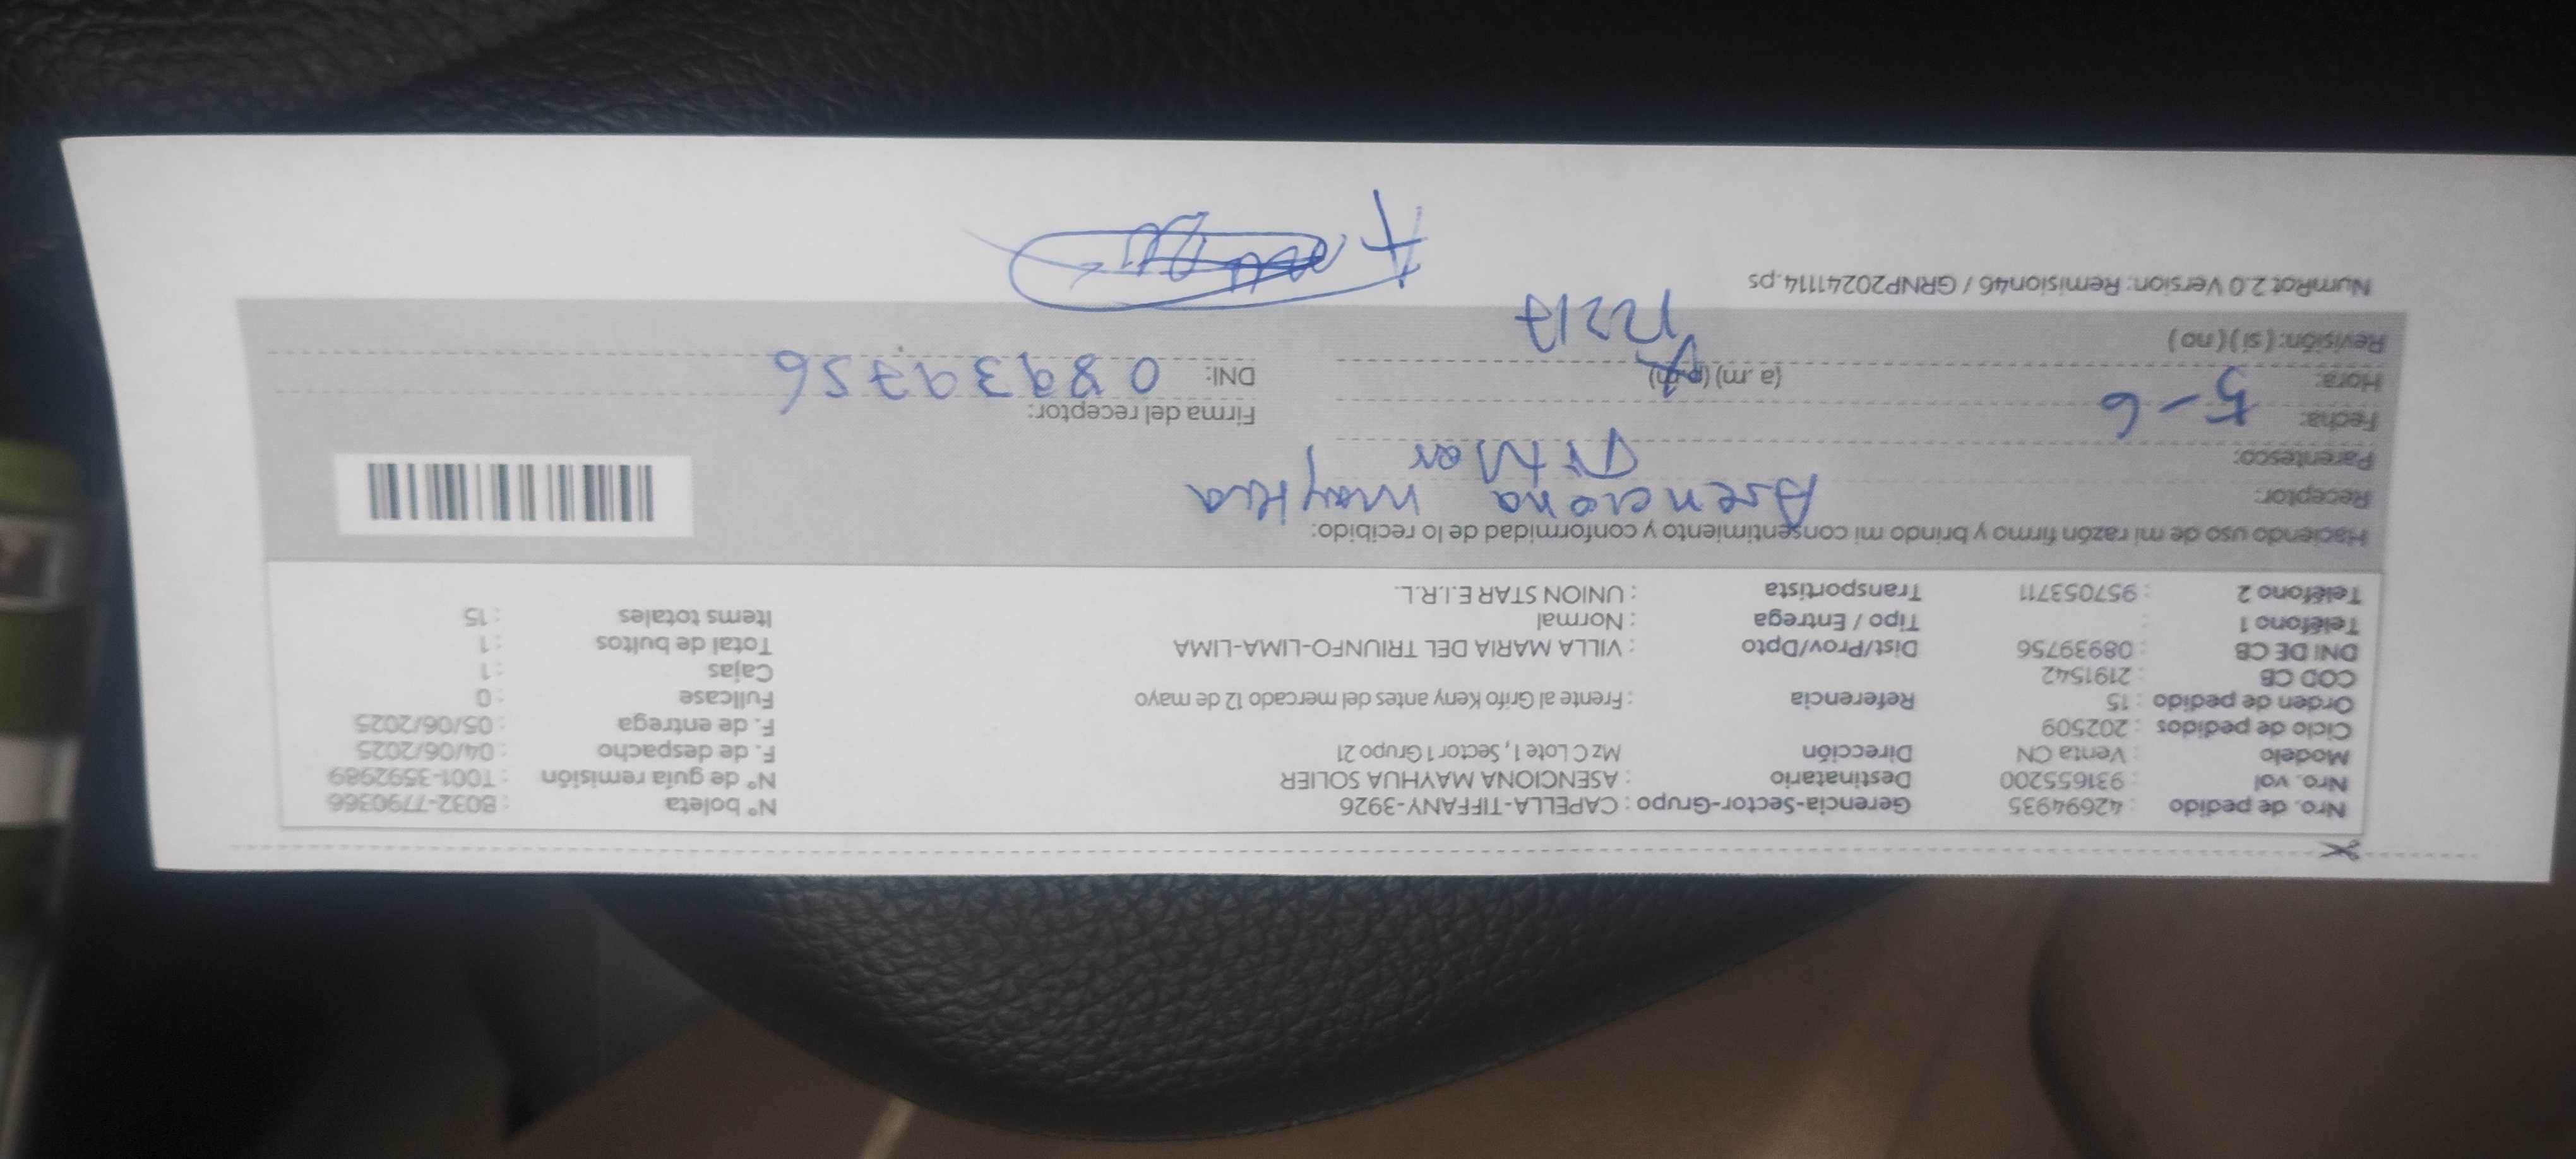 Nro. de pedido : 42694935 Gerencia-Sector-Grupo : CAPELLA-TIFFANY-3926 N° boleta : B032-7790366
Nro. vol : 931655200 Destinatario : ASENCIONA MAYHUA SOLIER N° de guía remisión : T001-3592989
Modelo : Venta CN Dirección Mz C Lote 1, Sector 1 Grupo 21 F. de despacho : 04/06/2025
Ciclo de pedidos : 202509 F. de entrega : 05/06/2025
Orden de pedido : 15 Referencia : Frente al Grifo Keny antes del mercado 12 de mayo Fullcase : 0
COD CB : 2191542 Cajas : 1
DNI DE CB : 08939756 Dist/Prov/Dpto : VILLA MARIA DEL TRIUNFO-LIMA-LIMA Total de bultos : 1
Teléfono 1 : Tipo / Entrega : Normal Items totales : 15
Teléfono 2 : 957053711 Transportista : UNION STAR E.I.R.L.
Haciendo uso de mi razón firmo y brindo mi consentimiento y conformidad de lo recibido:
Receptor: Asenciona mayhua
Parentesco: Titular
Fecha: 5-6 Firma del receptor:
Hora: (a .m) (p.m) DNI: 08939756
Revisión: ( sí ) ( no )
NumRot 2.0 Version: Remision46 / GRNP20241114.ps